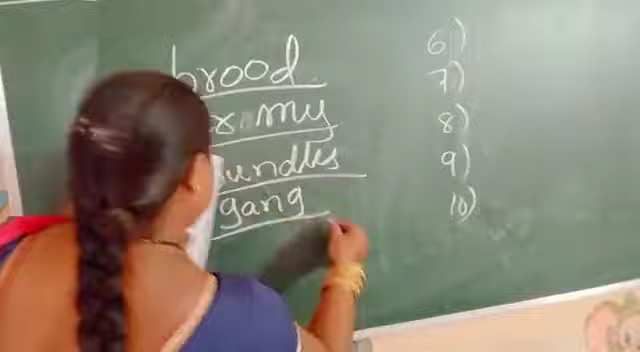 brood
army
bundles
gang
6)
7)
8)
9)
10)